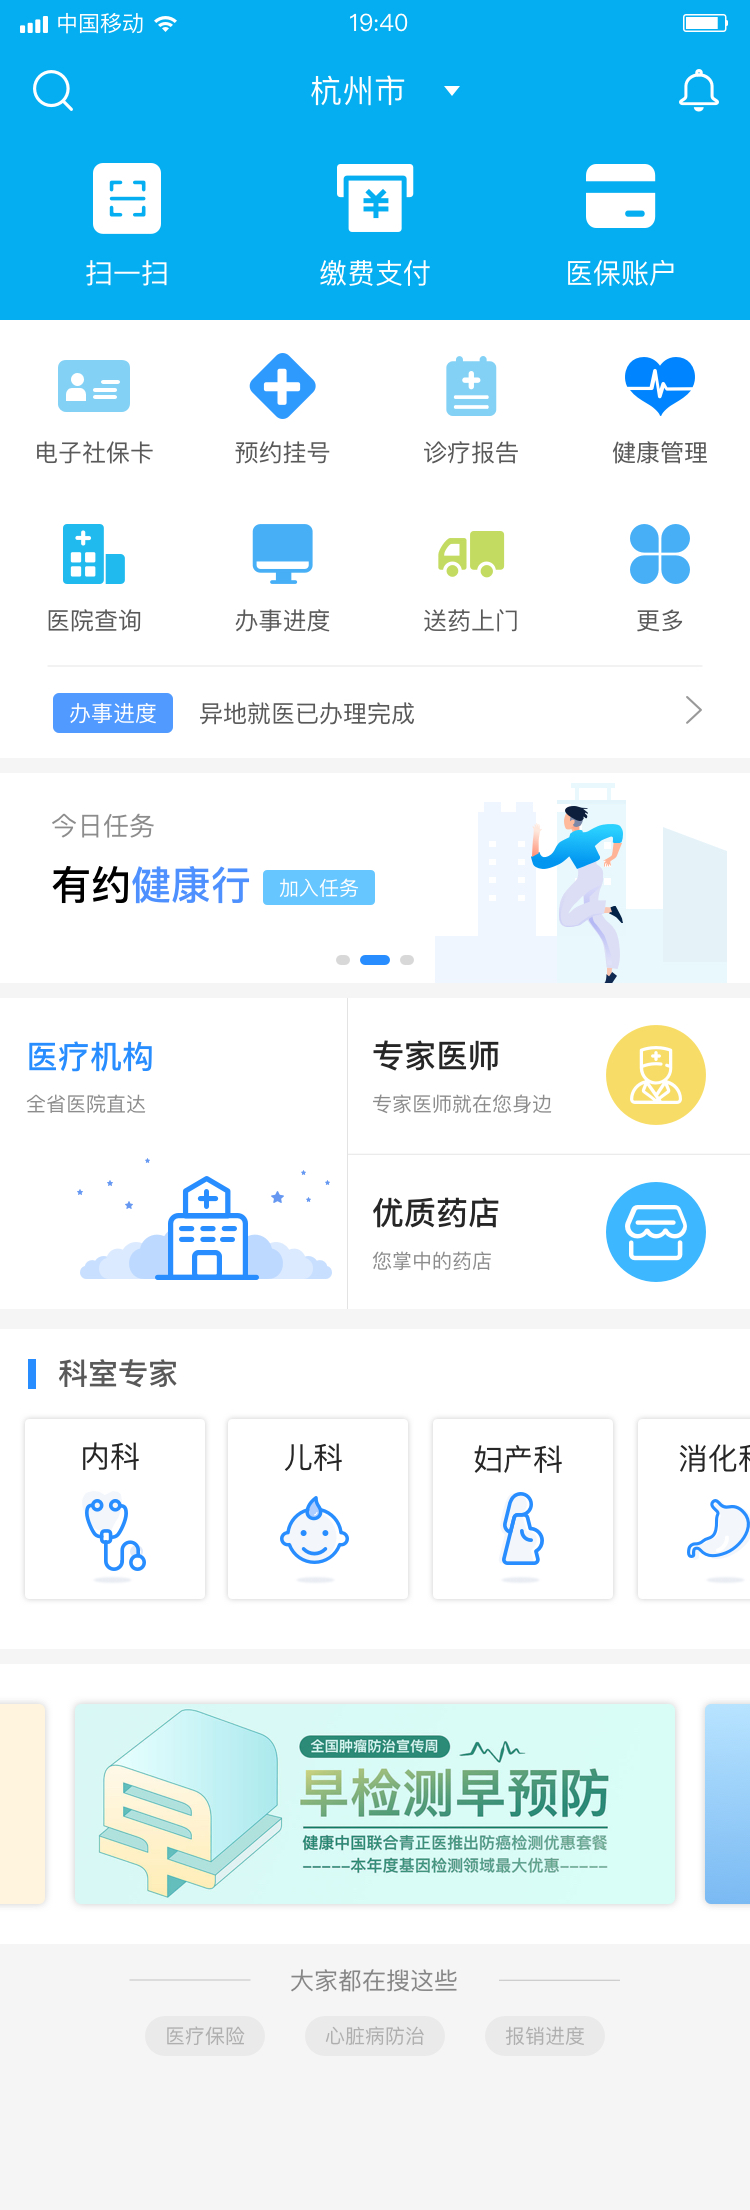 中国移动
19:40
杭州市
扫一扫
缴费支付
医保账户
电子社保卡
预约挂号
诊疗报告
健康管理
医院查询
办事进度
送药上门
更多
办事进度
异地就医已办理完成
今日任务
有约健康行
加入任务
医疗机构
全省医院直达
专家医师
专家医师就在您身边
优质药店
您掌中的药店
科室专家
内科
儿科
妇产科
消化科
全国肿瘤防治宣传周
早检测早预防
健康中国联合青正医推出防癌检测优惠套餐
-----本年度基因检测领域最大优惠-----
大家都在搜这些
医疗保险
心脏病防治
报销进度